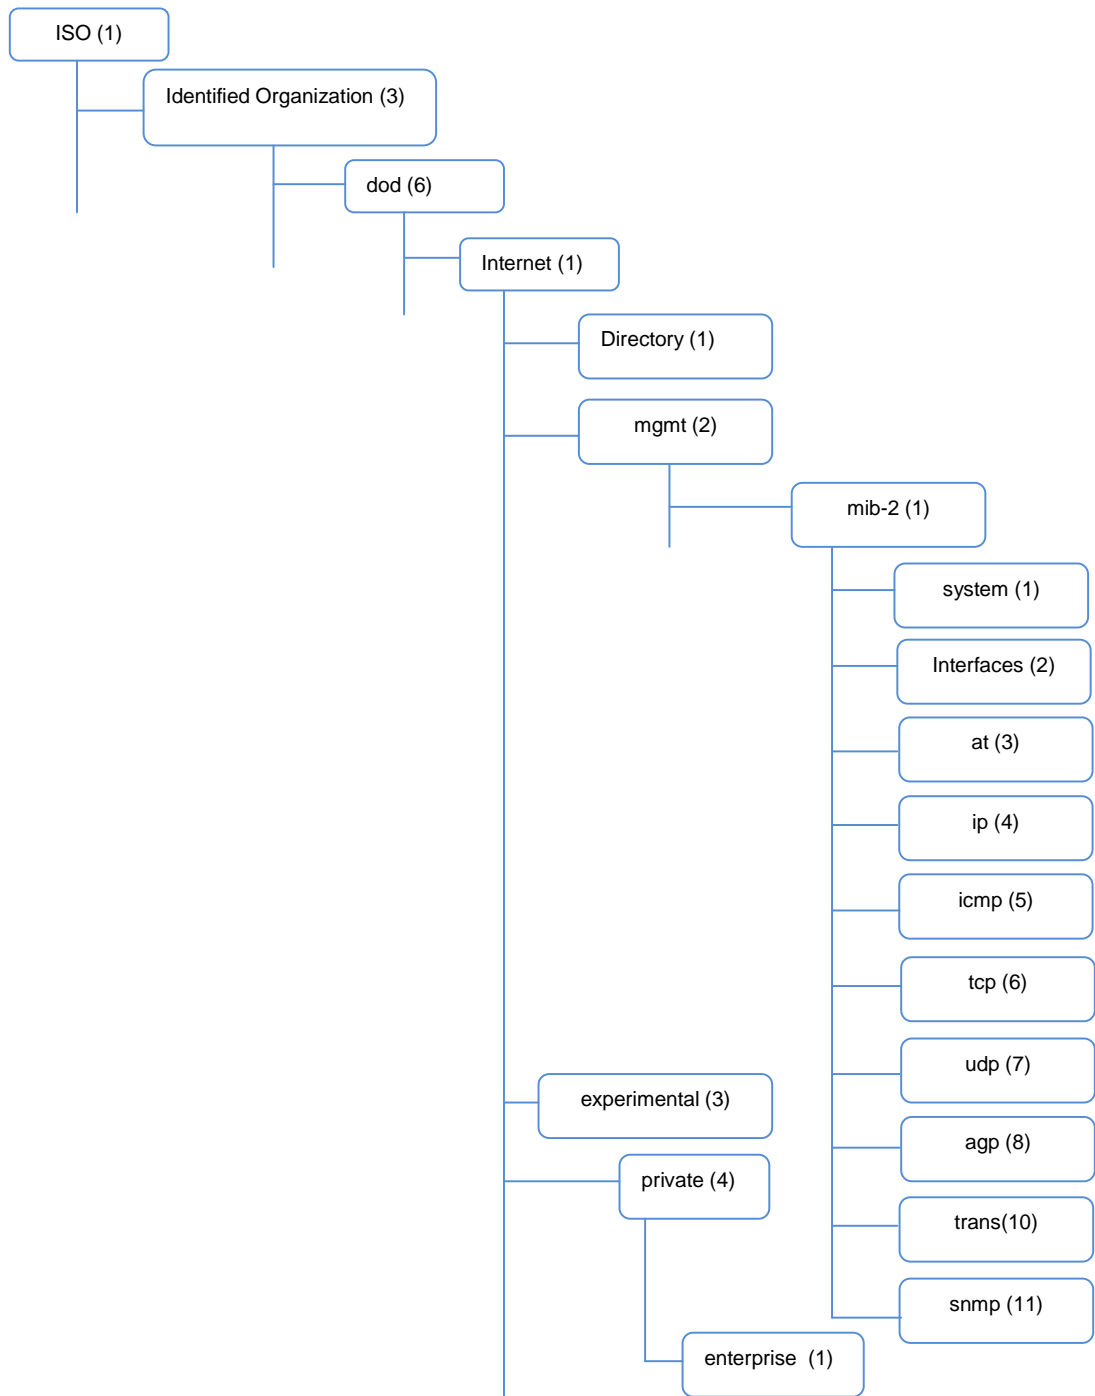 ISO (1)
Identified Organization (3)
dod (6)
Internet (1)
Directory (1)
mgmt (2)
mib-2 (1)
system (1)
Interfaces (2)
at (3)
ip (4)
icmp (5)
tcp (6)
udp (7)
agp (8)
trans(10)
snmp (11)
experimental (3)
private (4)
enterprise (1)